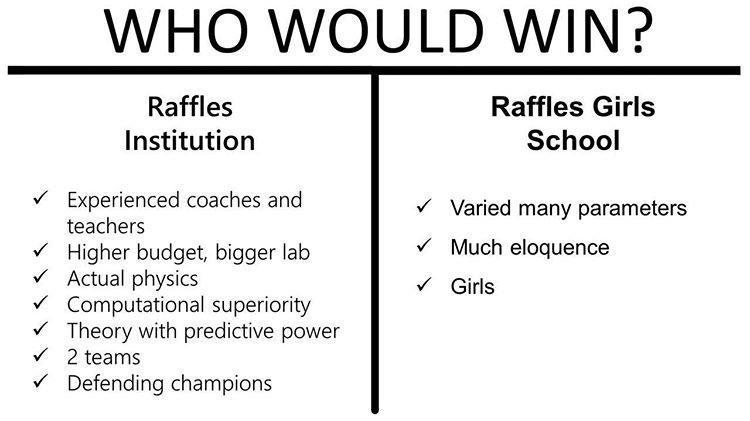 WHO WOULD WIN?
Raffles
Institution
✓ Experienced coaches and
teachers
✓ Higher budget, bigger lab
✓ Actual physics
✓ Computational superiority
✓ Theory with predictive power
✓ 2 teams
✓ Defending champions
Raffles Girls
School
✓ Varied many parameters
✓ Much eloquence
✓ Girls